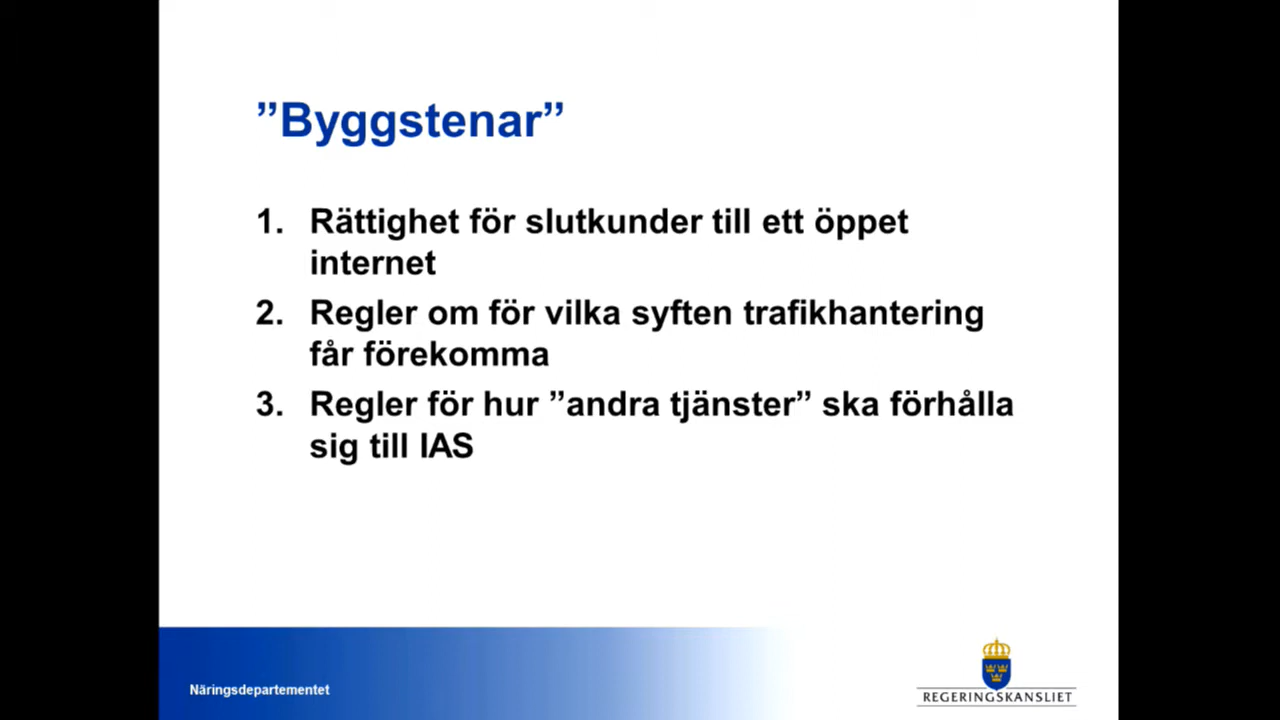 ”Byggstenar”
1. Rättighet för slutkunder till ett öppet
internet
2. Regler om för vilka syften trafikhantering
får förekomma
3. Regler för hur ”andra tjänster” ska förhålla
sig till IAS
Näringsdepartementet
REGERINGSKANSLIET